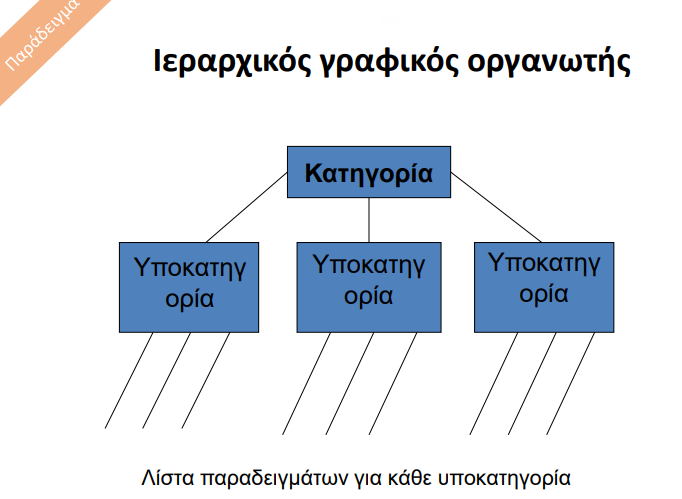 Παράδειγμα
Ιεραρχικός γραφικός οργανωτής
Κατηγορία
Υποκατηγ
ορία
Υποκατηγ
ορία
Υποκατηγ
ορία
Λίστα παραδειγμάτων για κάθε υποκατηγορία